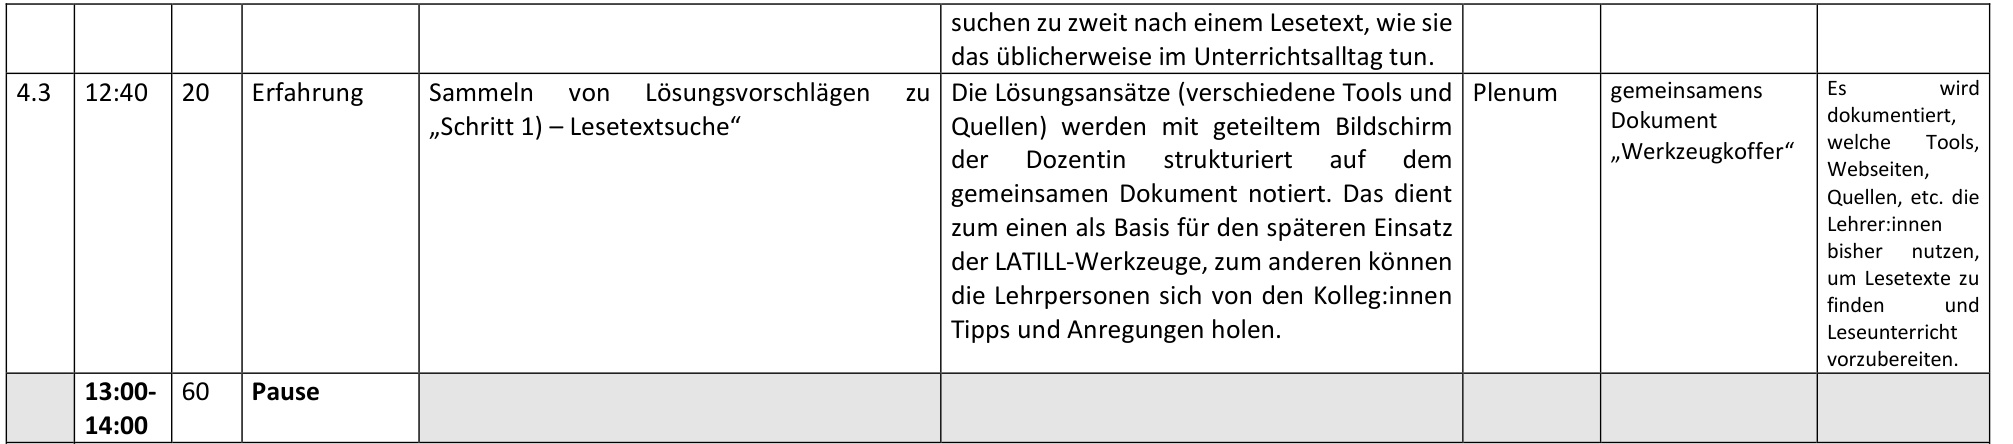 suchen zu zweit nach einem Lesetext, wie sie
das üblicherweise im Unterrichtsalltag tun.
4.3
12:40
20
Erfahrung
Sammeln von Lösungsvorschlägen zu
„Schritt 1) – Lesetextsuche“
Die Lösungsansätze (verschiedene Tools und
Quellen) werden mit geteiltem Bildschirm
der Dozentin strukturiert auf dem
gemeinsamen Dokument notiert. Das dient
zum einen als Basis für den späteren Einsatz
der LATILL-Werkzeuge, zum anderen können
die Lehrpersonen sich von den Kolleg:innen
Tipps und Anregungen holen.
Plenum
gemeinsamens
Dokument
„Werkzeugkoffer“
Es wird
dokumentiert,
welche Tools,
Webseiten,
Quellen, etc. die
Lehrer:innen
bisher nutzen,
um Lesetexte zu
finden und
Leseunterricht
vorzubereiten.
13:00-
14:00
60
Pause